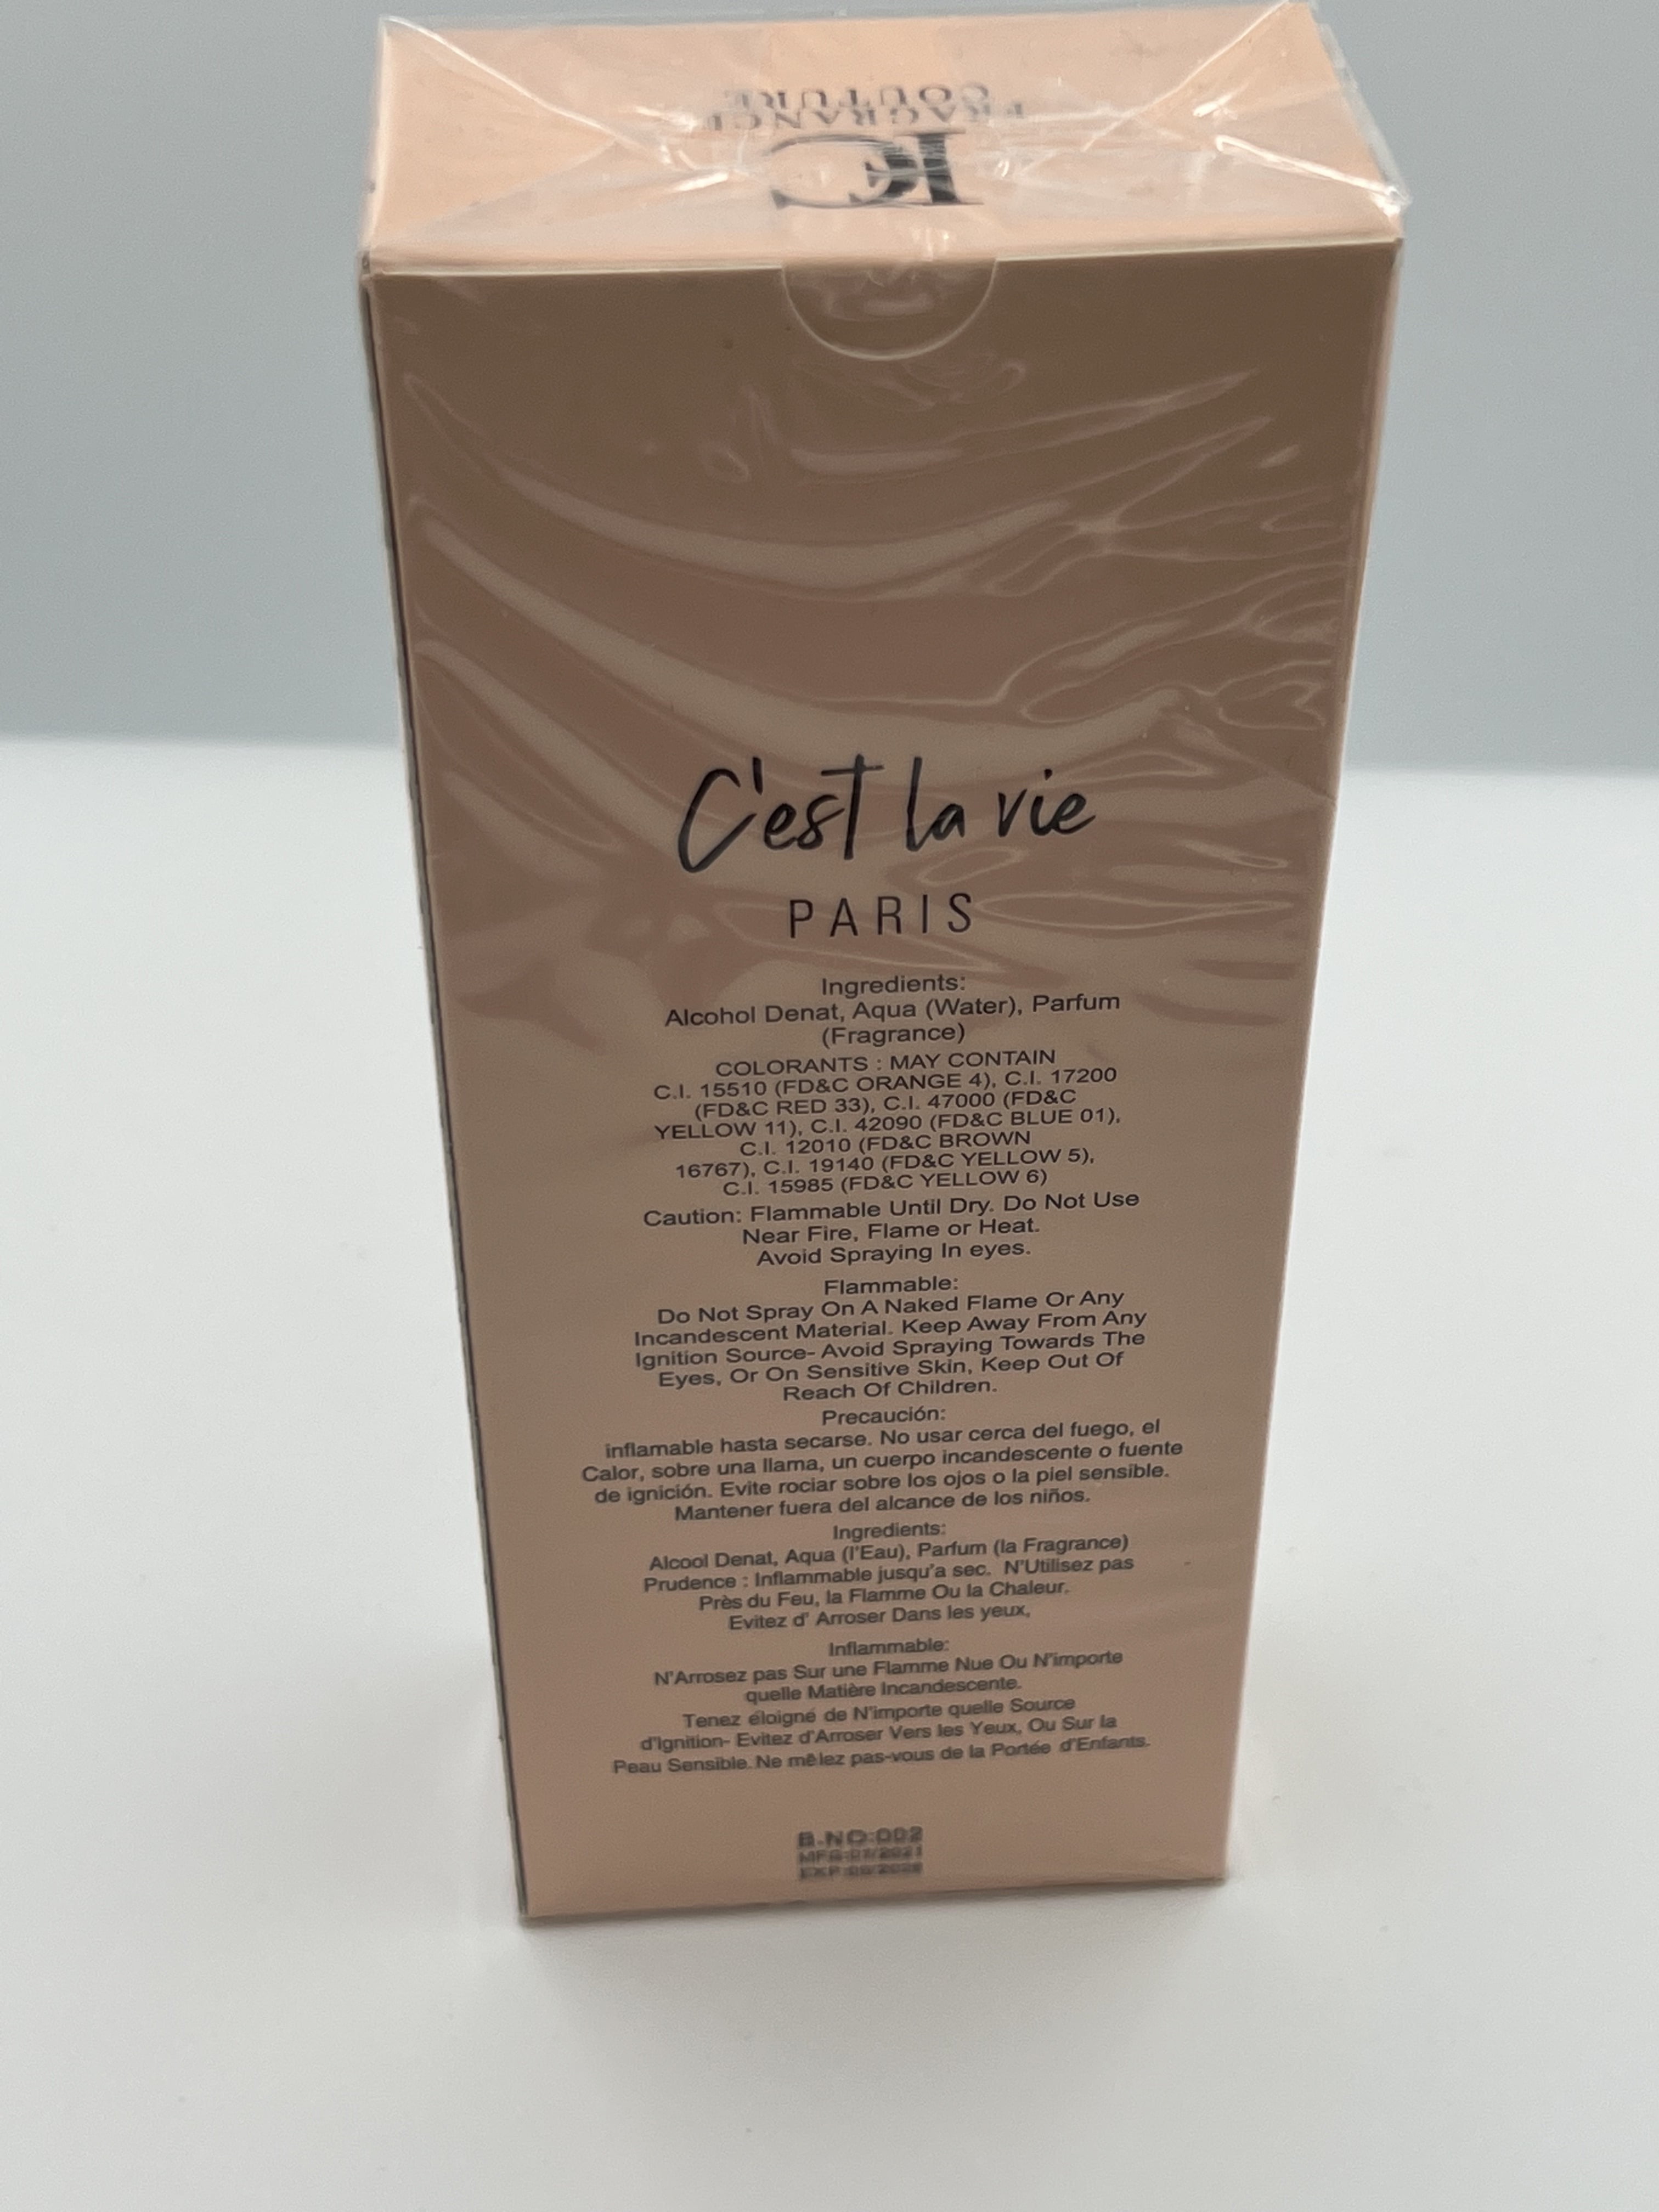 FRAGRANCE
COUTURE
C'est la vie
PARIS
Ingredients:
Alcohol Denat, Aqua (Water), Parfum
(Fragrance)
COLORANTS : MAY CONTAIN
C.I. 15510 (FD&C ORANGE 4), C.I. 17200
(FD&C RED 33), C.I. 47000 (FD&C
YELLOW 11), C.I. 42090 (FD&C BLUE 01),
C.I. 12010 (FD&C BROWN
16767), C.I. 19140 (FD&C YELLOW 5),
C.I. 15985 (FD&C YELLOW 6)
Caution: Flammable Until Dry. Do Not Use
Near Fire, Flame or Heat.
Avoid Spraying In eyes.
Flammable:
Do Not Spray On A Naked Flame Or Any
Incandescent Material. Keep Away From Any
Ignition Source- Avoid Spraying Towards The
Eyes, Or On Sensitive Skin, Keep Out Of
Reach Of Children.
Precaución:
inflamable hasta secarse. No usar cerca del fuego, el
Calor, sobre una llama, un cuerpo incandescente o fuente
de ignición. Evite rociar sobre los ojos o la piel sensible.
Mantener fuera del alcance de los niños.
Ingredients:
Alcool Denat, Aqua (l'Eau), Parfum (la Fragrance)
Prudence : Inflammable jusqu'a sec. N'Utilisez pas
Près du Feu, la Flamme Ou la Chaleur.
Evitez d' Arroser Dans les yeux,
Inflammable:
N'Arrosez pas Sur une Flamme Nue Ou N'importe
quelle Matière Incandescente.
Tenez éloigné de N'importe quelle Source
d'Ignition- Evitez d'Arroser Vers les Yeux, Ou Sur la
Peau Sensible. Ne mêlez pas-vous de la Portée d'Enfants.
B.NO:002
MFG:07/2021